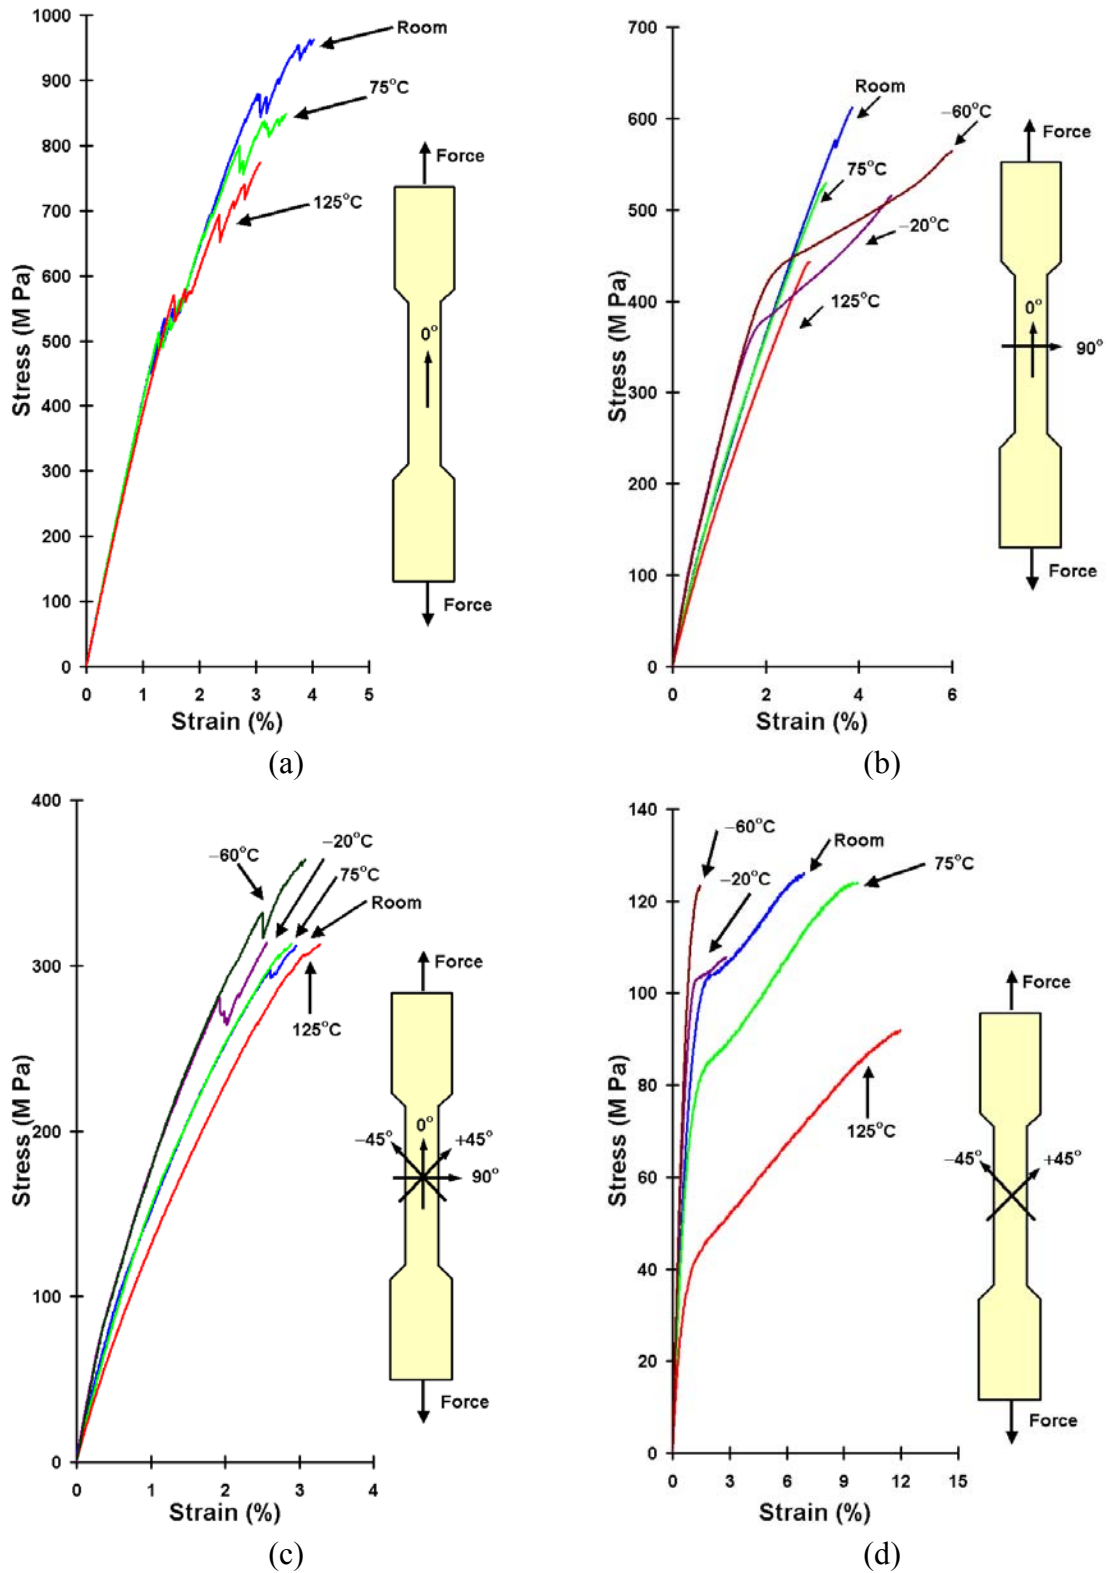 1000
900
800
700
600
500
400
300
200
100
0
Stress (M Pa)
0 1 2 3 4 5
Strain (%)
Room
75°C
125°C
Force
0°
Force
(a)
700
600
500
400
300
200
100
0
Stress (M Pa)
0 2 4 6
Strain (%)
Room
−60°C
75°C
−20°C
125°C
Force
0°
90°
Force
(b)
400
300
200
100
0
Stress (M Pa)
0 1 2 3 4
Strain (%)
−60°C
−20°C
75°C
Room
125°C
Force
−45° 0° +45°
90°
Force
(c)
140
120
100
80
60
40
20
0
Stress (M Pa)
0 3 6 9 12 15
Strain (%)
−60°C
−20°C
Room
75°C
125°C
Force
−45° +45°
Force
(d)